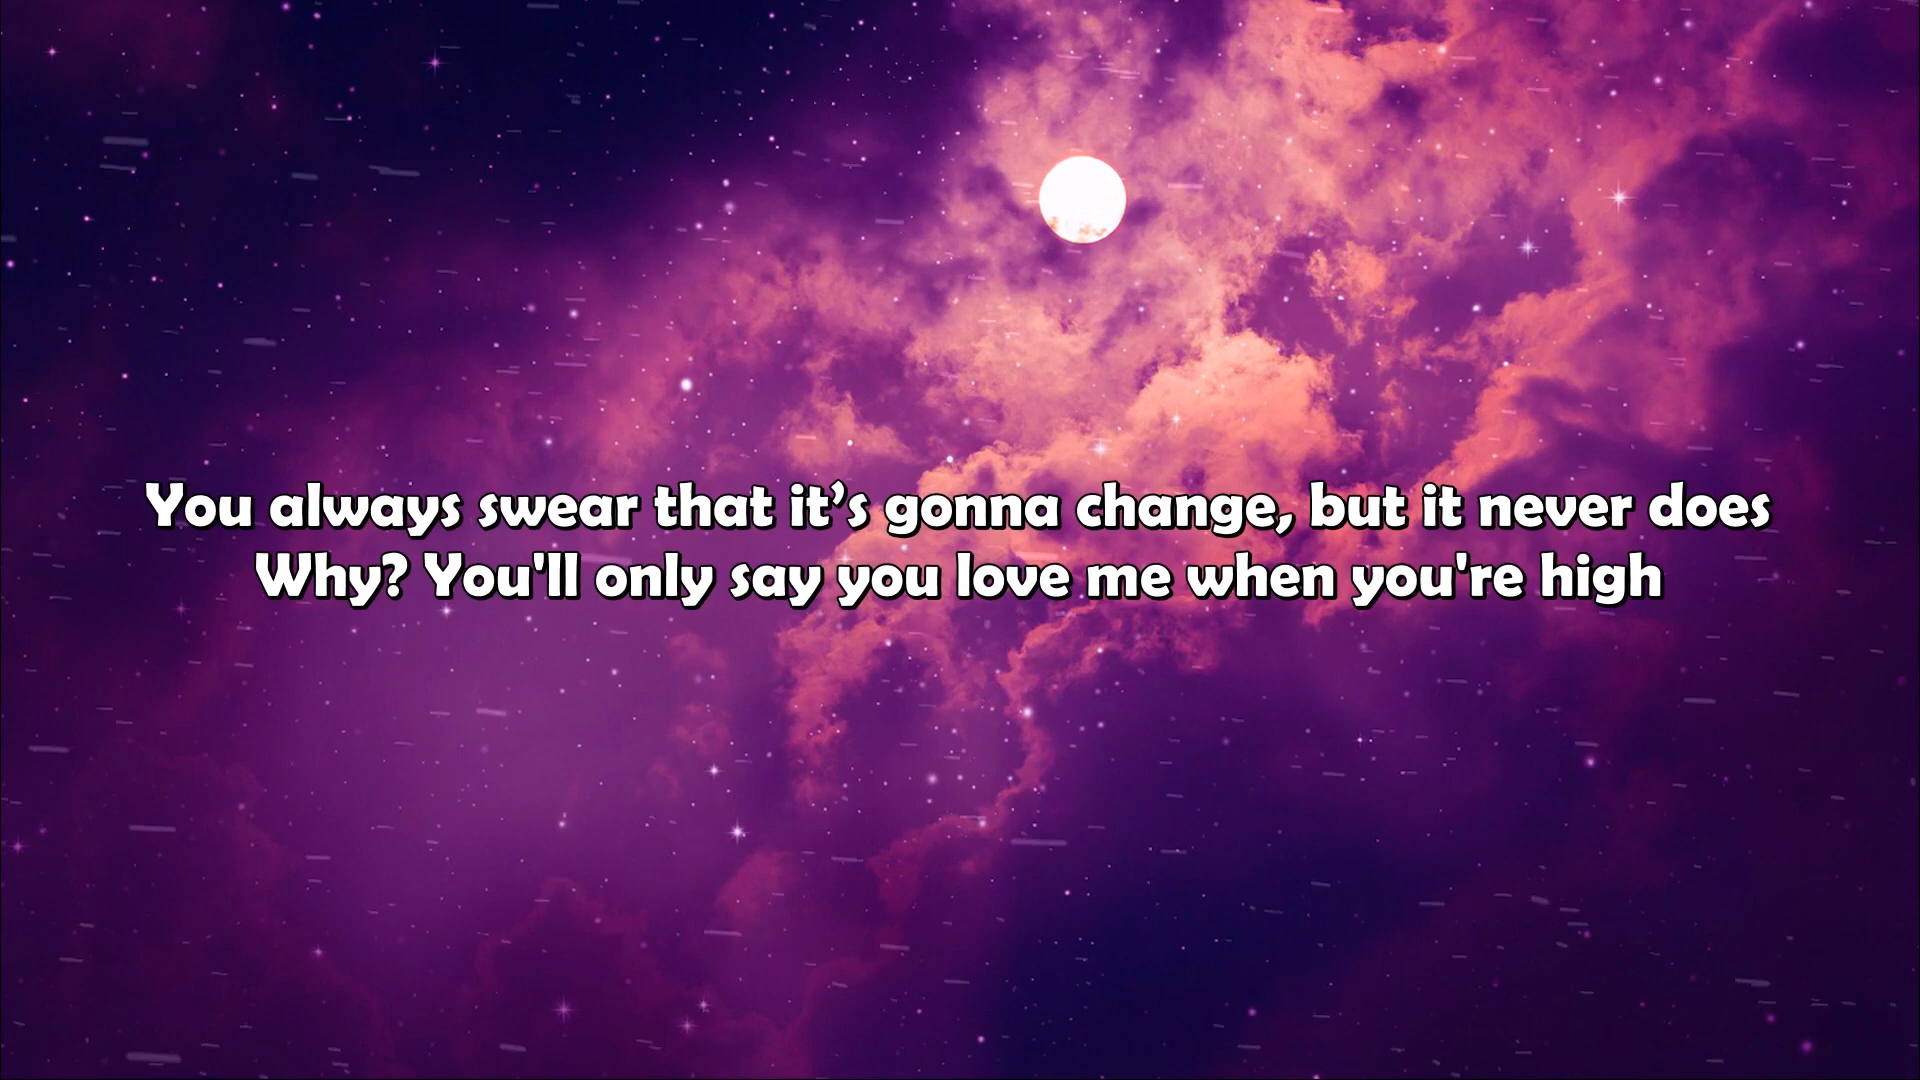 You always swear that it’s gonna change, but it never does
Why? You'll only say you love me when you're high